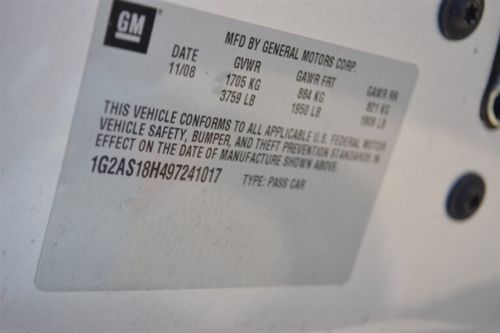 GM
MFD BY GENERAL MOTORS CORP.
DATE GVWR GAWR FRT GAWR RR
11/08 1705 KG 884 KG 821 KG
3759 LB 1950 LB 1809 LB
THIS VEHICLE CONFORMS TO ALL APPLICABLE U.S. FEDERAL MOTOR
VEHICLE SAFETY, BUMPER, AND THEFT PREVENTION STANDARDS IN
EFFECT ON THE DATE OF MANUFACTURE SHOWN ABOVE.
1G2AS18H497241017 TYPE: PASS CAR